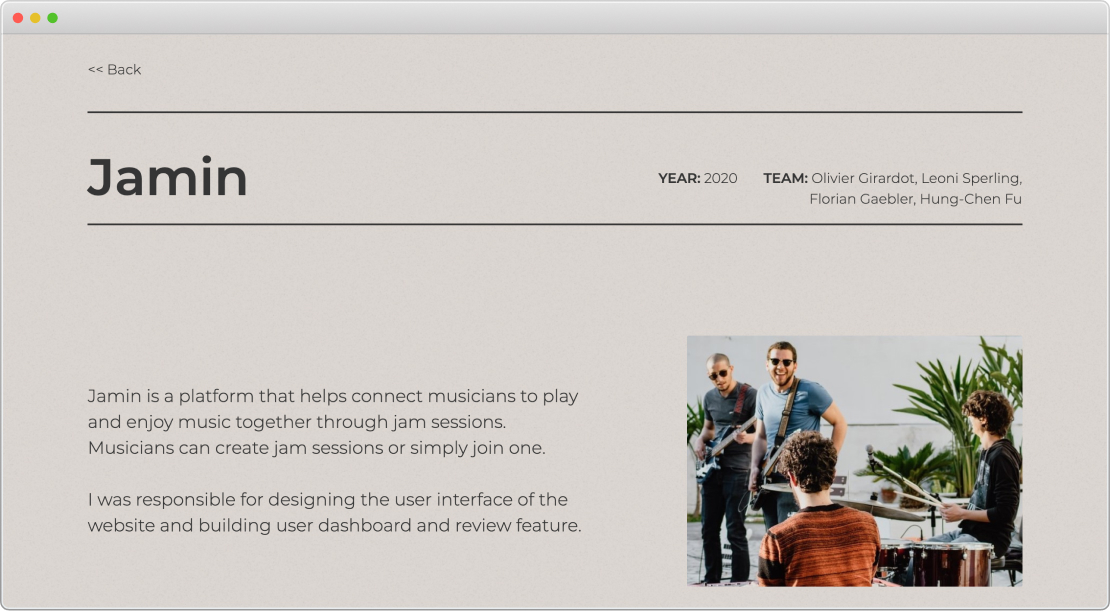 << Back
Jamin
YEAR: 2020 TEAM: Olivier Girardot, Leoni Sperling,
Florian Gaebler, Hung-Chen Fu
Jamin is a platform that helps connect musicians to play
and enjoy music together through jam sessions.
Musicians can create jam sessions or simply join one.
I was responsible for designing the user interface of the
website and building user dashboard and review feature.